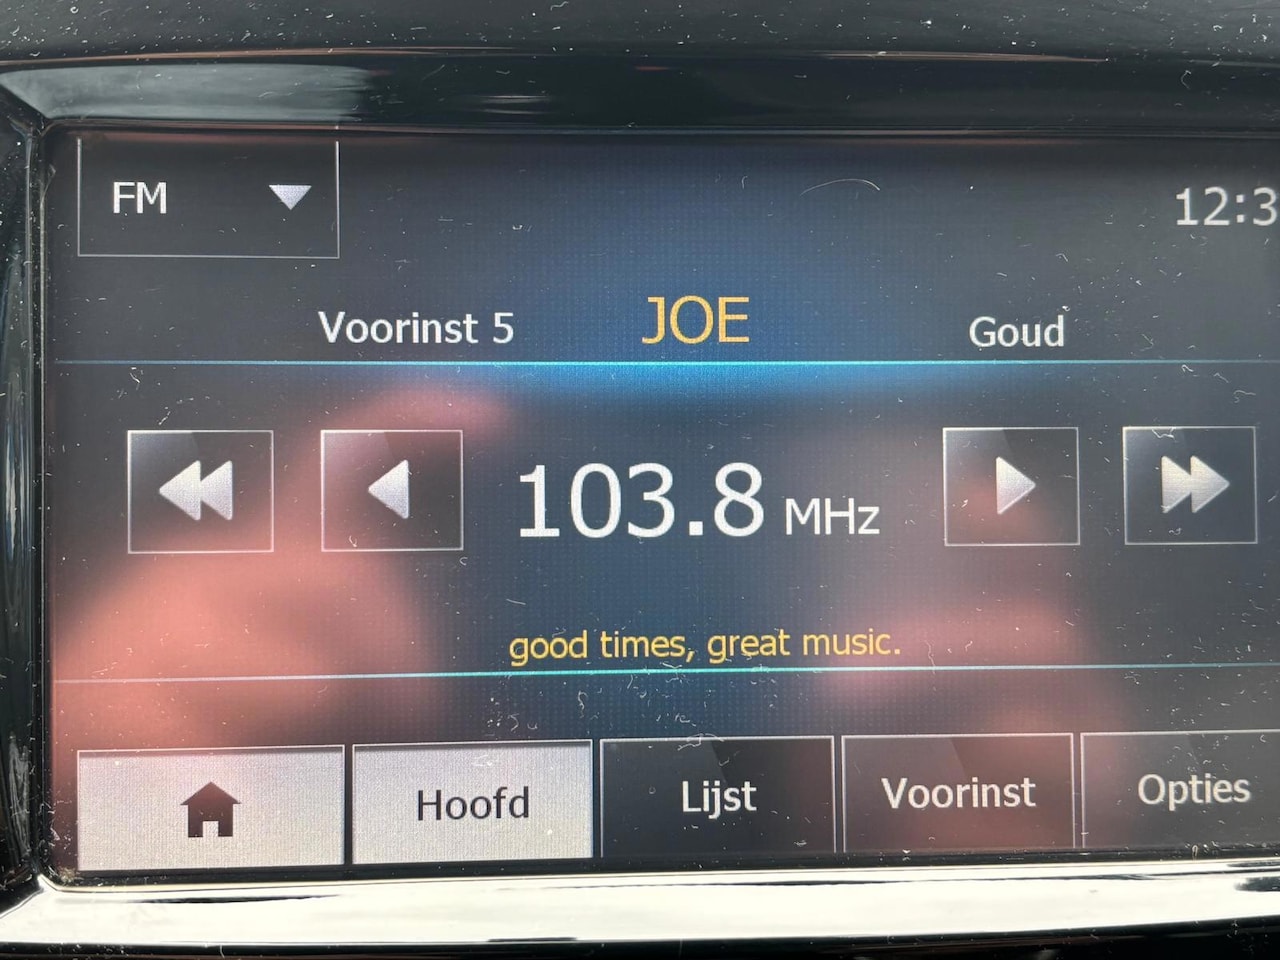 FM
12:3
Voorinst 5 JOE Goud
103.8 MHz
good times, great music.
Hoofd Lijst Voorinst Opties